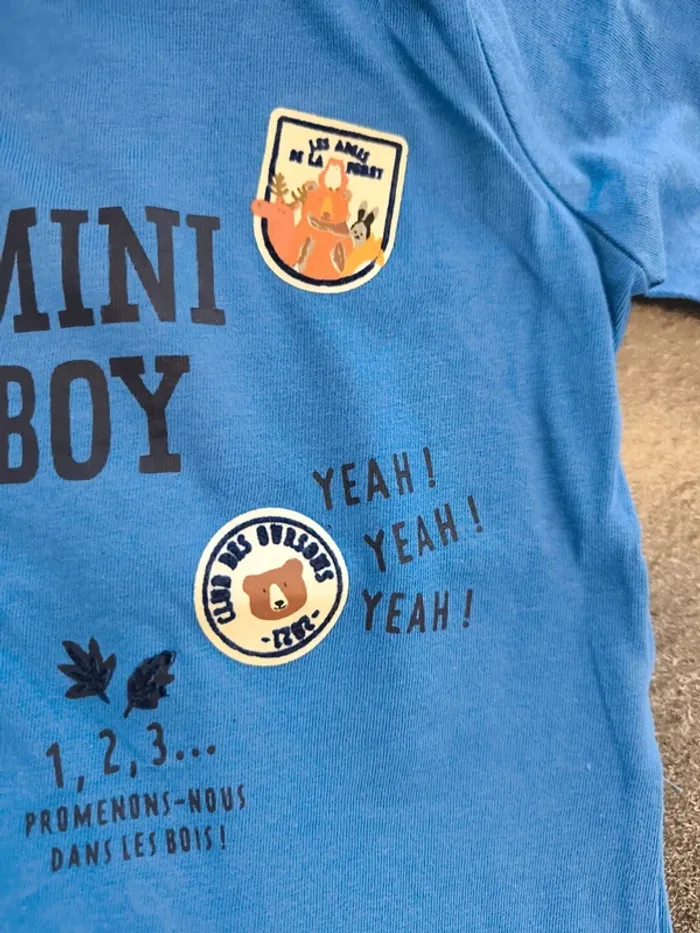 LES AMIS
DE LA FORET
MINI
BOY
YEAH!
YEAH!
YEAH!
CLUB DES OURSONS
1, 2, 3...
PROMENONS-NOUS
DANS LES BOIS!